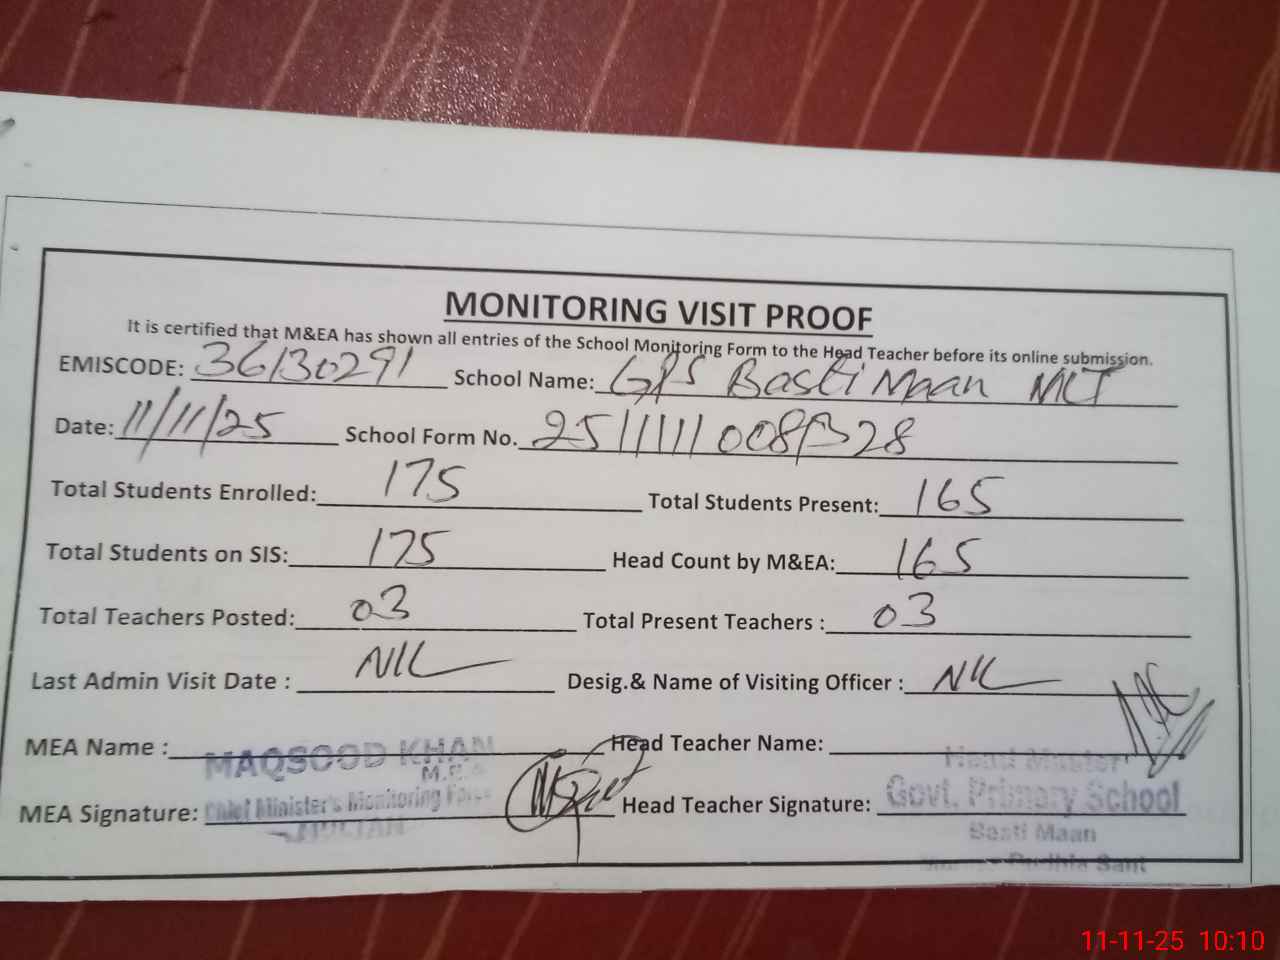 MONITORING VISIT PROOF
It is certified that M&EA has shown all entries of the School Monitoring Form to the Head Teacher before its online submission.
EMISCODE: 36130291 School Name: GPS Basti Maan MLT
Date: 11/11/25 School Form No. 25111111008 28
Total Students Enrolled: 175 Total Students Present: 165
Total Students on SIS: 175 Head Count by M&EA: 165
Total Teachers Posted: 03 Total Present Teachers : 03
Last Admin Visit Date : NIL Desig.& Name of Visiting Officer : NIL
MEA Name : MAQSOOD KHAN Head Teacher Name:
M.E.A
Head Master
MEA Signature: Chief Minister's Monitoring Force Head Teacher Signature: Govt. Primary School
MULTAN
Basti Maan
Sant
11-11-25 10:10